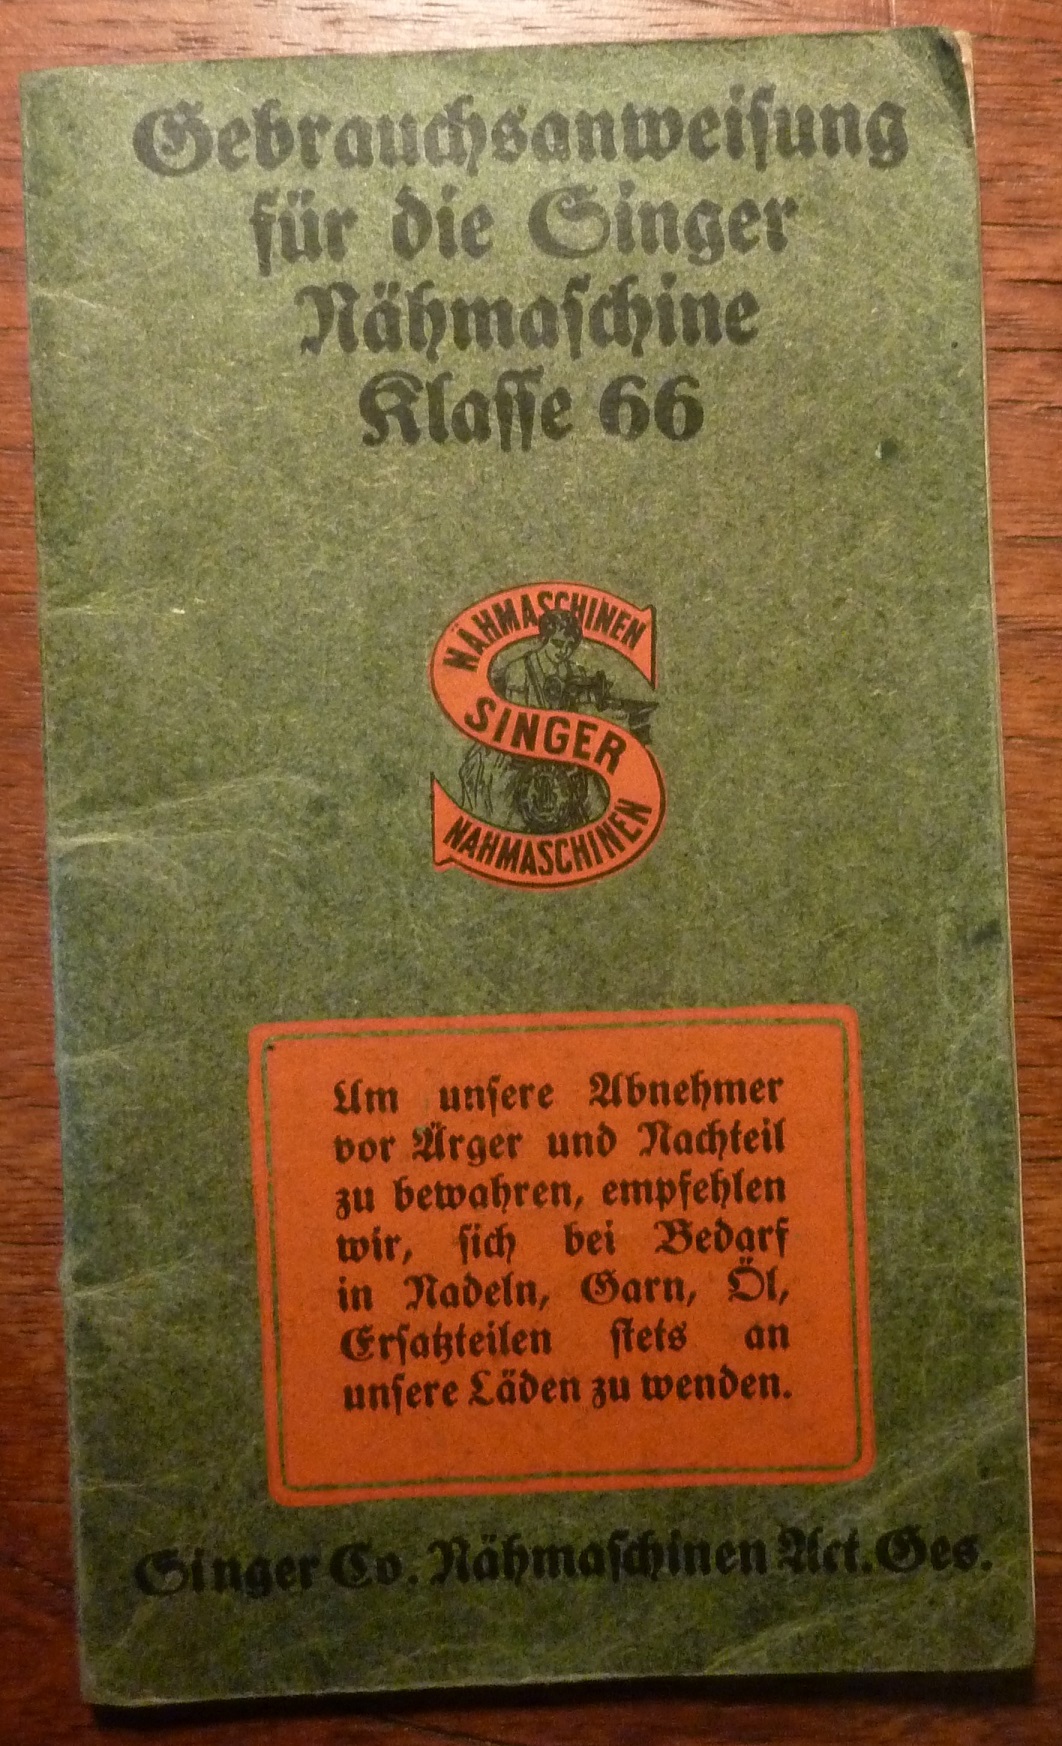 Gebrauchsanweisung
für die Singer
Nähmaschine
Klasse 66
NÄHMASCHINEN
SINGER
NAHMASCHINEN
Um unsere Abnehmer
vor Ärger und Nachteil
zu bewahren, empfehlen
wir, sich bei Bedarf
in Nadeln, Garn, Öl,
Ersatzteilen stets an
unsere Läden zu wenden.
Singer Co. Nähmaschinen Act. Ges.